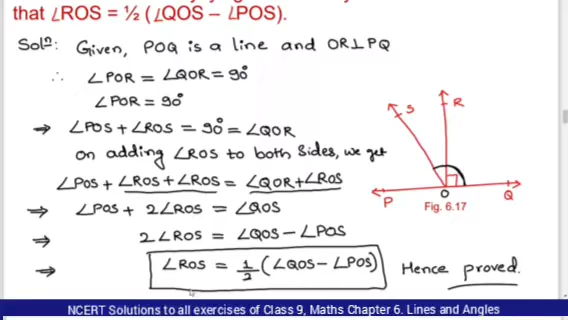 that ∠ROS = ½ (∠QOS – ∠POS).
Solⁿ: Given, POQ is a line and OR⊥PQ
∴ ∠POR = ∠QOR = 90°
∠POR = 90°
⇒ ∠POS + ∠ROS = 90° = ∠QOR
on adding ∠ROS to both Sides, we get
∠POS + ∠ROS + ∠ROS = ∠QOR + ∠ROS
⇒ ∠POS + 2∠ROS = ∠QOS
⇒ 2∠ROS = ∠QOS – ∠POS
⇒ ∠ROS = 1/2 (∠QOS – ∠POS) Hence proved.
S
R
P
O
Q
Fig. 6.17
NCERT Solutions to all exercises of Class 9, Maths Chapter 6. Lines and Angles